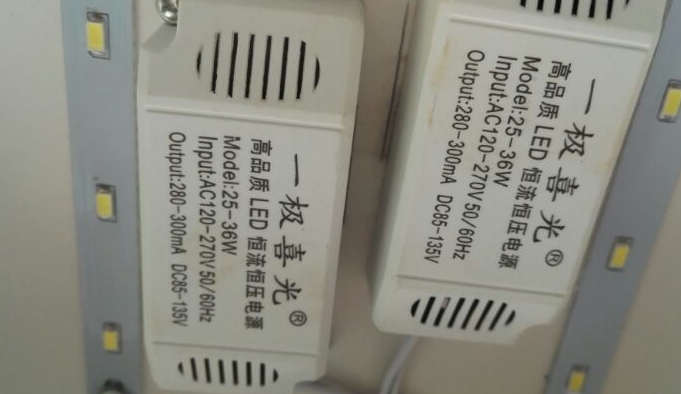 一极喜光®
高品质 LED 恒流恒压电源
Model:25-36W
Input:AC120-270V 50/60Hz
Output:280-300mA DC85-135V
一极喜光®
高品质 LED 恒流恒压电源
Model:25-36W
Input:AC120-270V 50/60Hz
Output:280-300mA DC85-135V